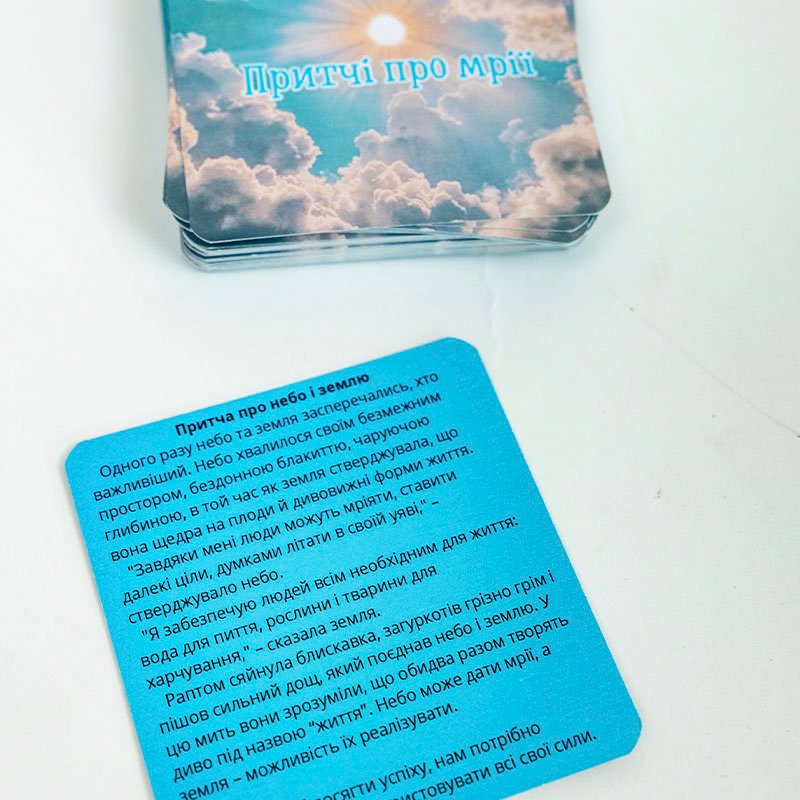 Притчі про мрії
Притча про небо і землю
Одного разу небо та земля засперечались, хто
важливіший. Небо хвалилося своїм безмежним
простором, бездонною блакиттю, чаруючою
глибиною, в той час як земля стверджувала, що
вона щедра на плоди й дивовижні форми життя.
"Завдяки мені люди можуть мріяти, ставити
далекі цілі, думками літати в своїй уяві," –
стверджувало небо.
"Я забезпечую людей всім необхідним для життя:
вода для пиття, рослини і тварини для
харчування," – сказала земля.
Раптом сяйнула блискавка, загуркотів грізно грім і
пішов сильний дощ, який поєднав небо і землю. У
цю мить вони зрозуміли, що обидва разом творять
диво під назвою "життя". Небо може дати мрії, а
земля – можливість їх реалізувати.
успіху, нам потрібно
всі свої сили.